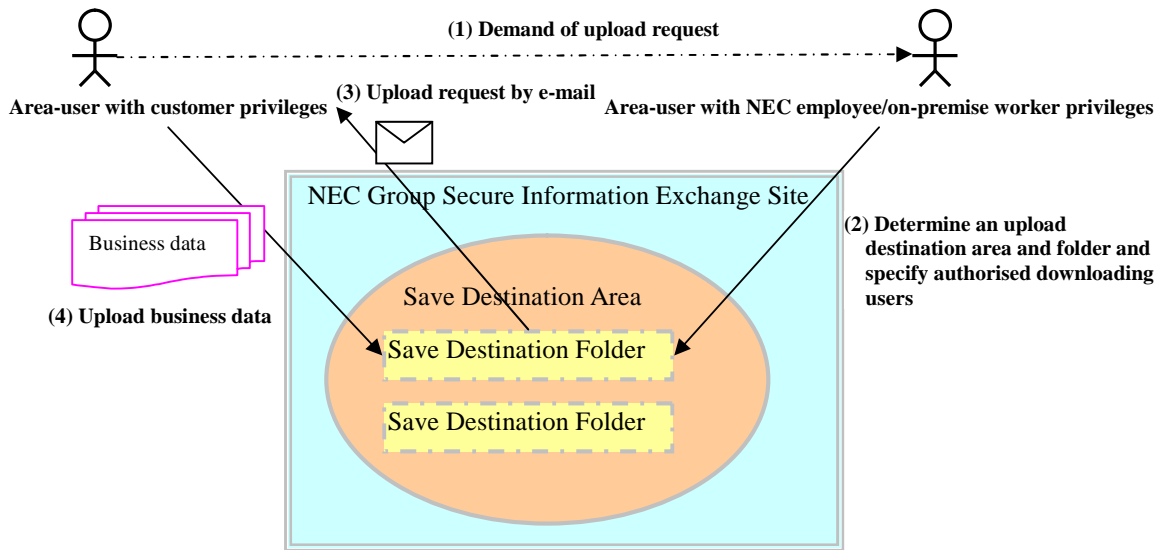 (1) Demand of upload request
(3) Upload request by e-mail
Area-user with customer privileges
Area-user with NEC employee/on-premise worker privileges
NEC Group Secure Information Exchange Site
(2) Determine an upload
destination area and folder and
specify authorised downloading
users
Business data
Save Destination Area
(4) Upload business data
Save Destination Folder
Save Destination Folder